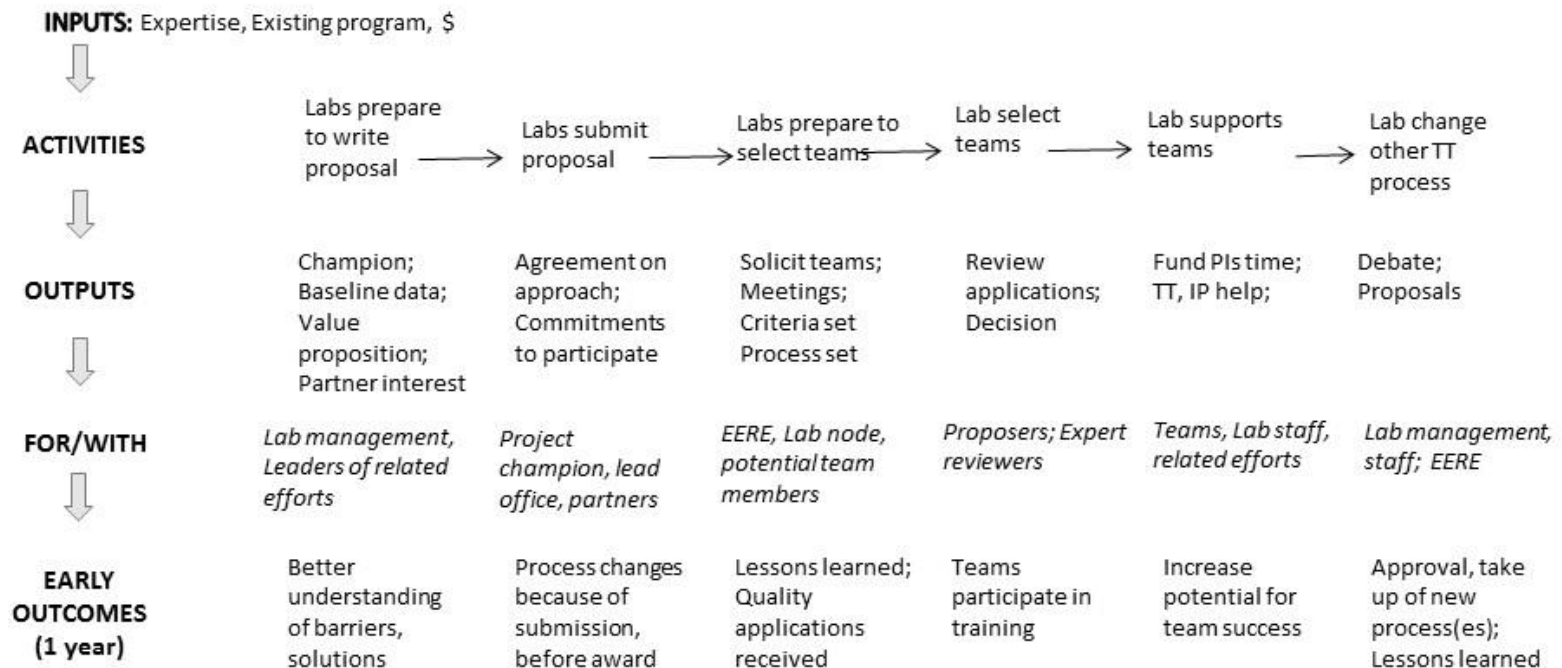 INPUTS: Expertise, Existing program, $
ACTIVITIES
Labs prepare
to write
proposal
Labs submit
proposal
Labs prepare to
select teams
Lab select
teams
Lab supports
teams
Lab change
other TT
process
OUTPUTS
Champion;
Baseline data;
Value
proposition;
Partner interest
Agreement on
approach;
Commitments
to participate
Solicit teams;
Meetings;
Criteria set
Process set
Review
applications;
Decision
Fund PIs time;
TT, IP help;
Debate;
Proposals
FOR/WITH
Lab management,
Leaders of related
efforts
Project
champion, lead
office, partners
EERE, Lab node,
potential team
members
Proposers; Expert
reviewers
Teams, Lab staff,
related efforts
Lab management,
staff; EERE
EARLY
OUTCOMES
(1 year)
Better
understanding
of barriers,
solutions
Process changes
because of
submission,
before award
Lessons learned;
Quality
applications
received
Teams
participate in
training
Increase
potential for
team success
Approval, take
up of new
process(es);
Lessons learned